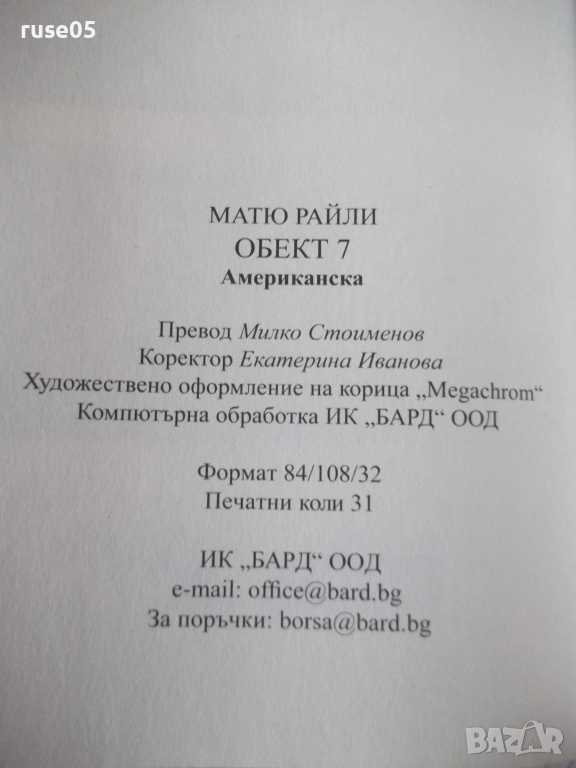 ruse05
МАТЮ РАЙЛИ
ОБЕКТ 7
Американска
Превод Милко Стоименов
Коректор Екатерина Иванова
Художествено оформление на корица „Megachrom“
Компютърна обработка ИК „БАРД“ ООД
Формат 84/108/32
Печатни коли 31
ИК „БАРД“ ООД
e-mail: office@bard.bg
За поръчки: borsa@bard.bg
BAZAR